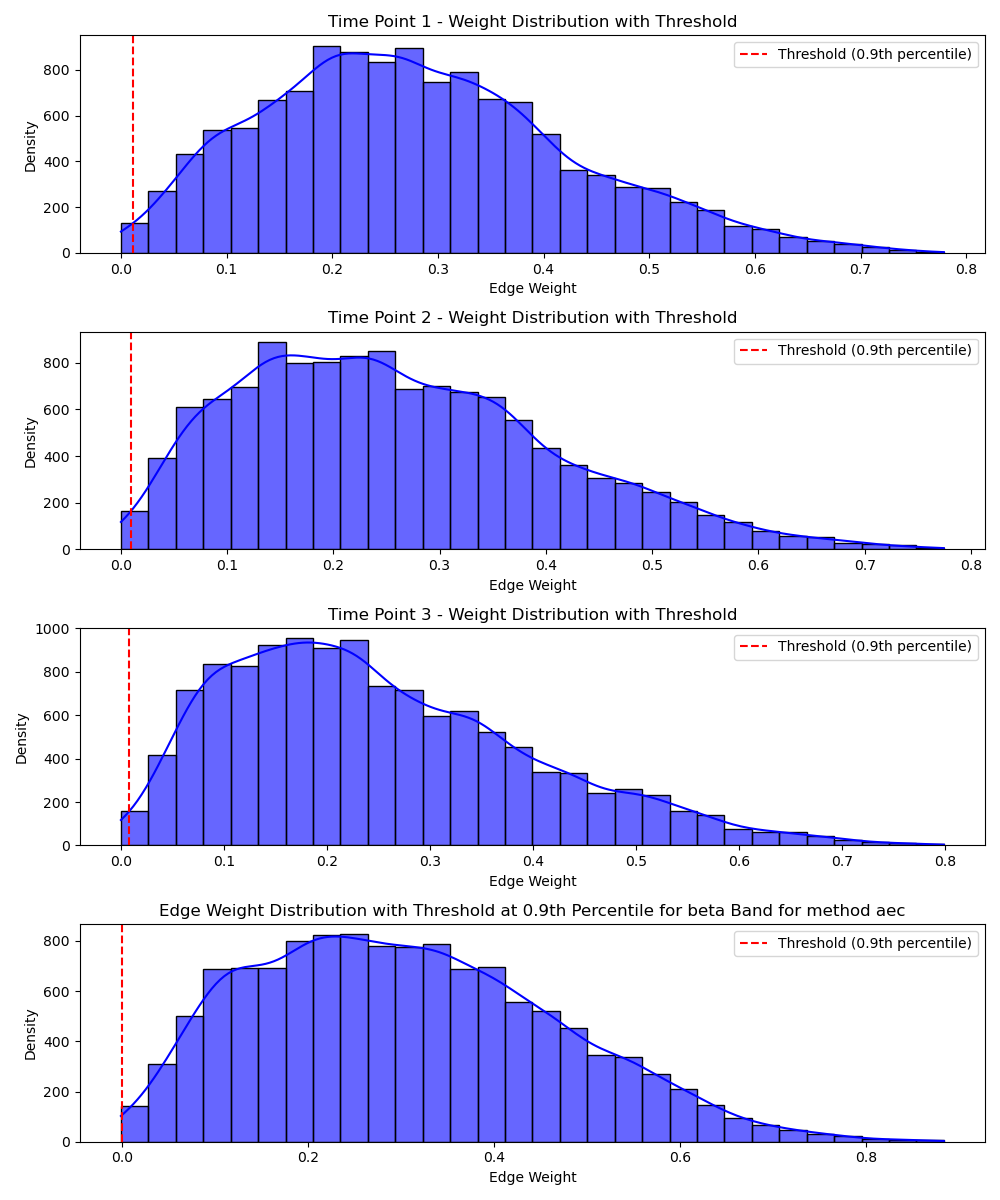 Time Point 1 - Weight Distribution with Threshold
Threshold (0.9th percentile)
800
600
400
200
0
Density
0.0 0.1 0.2 0.3 0.4 0.5 0.6 0.7 0.8
Edge Weight
Time Point 2 - Weight Distribution with Threshold
Threshold (0.9th percentile)
800
600
400
200
0
Density
0.0 0.1 0.2 0.3 0.4 0.5 0.6 0.7 0.8
Edge Weight
Time Point 3 - Weight Distribution with Threshold
Threshold (0.9th percentile)
1000
800
600
400
200
0
Density
0.0 0.1 0.2 0.3 0.4 0.5 0.6 0.7 0.8
Edge Weight
Edge Weight Distribution with Threshold at 0.9th Percentile for beta Band for method aec
Threshold (0.9th percentile)
800
600
400
200
0
Density
0.0 0.2 0.4 0.6 0.8
Edge Weight